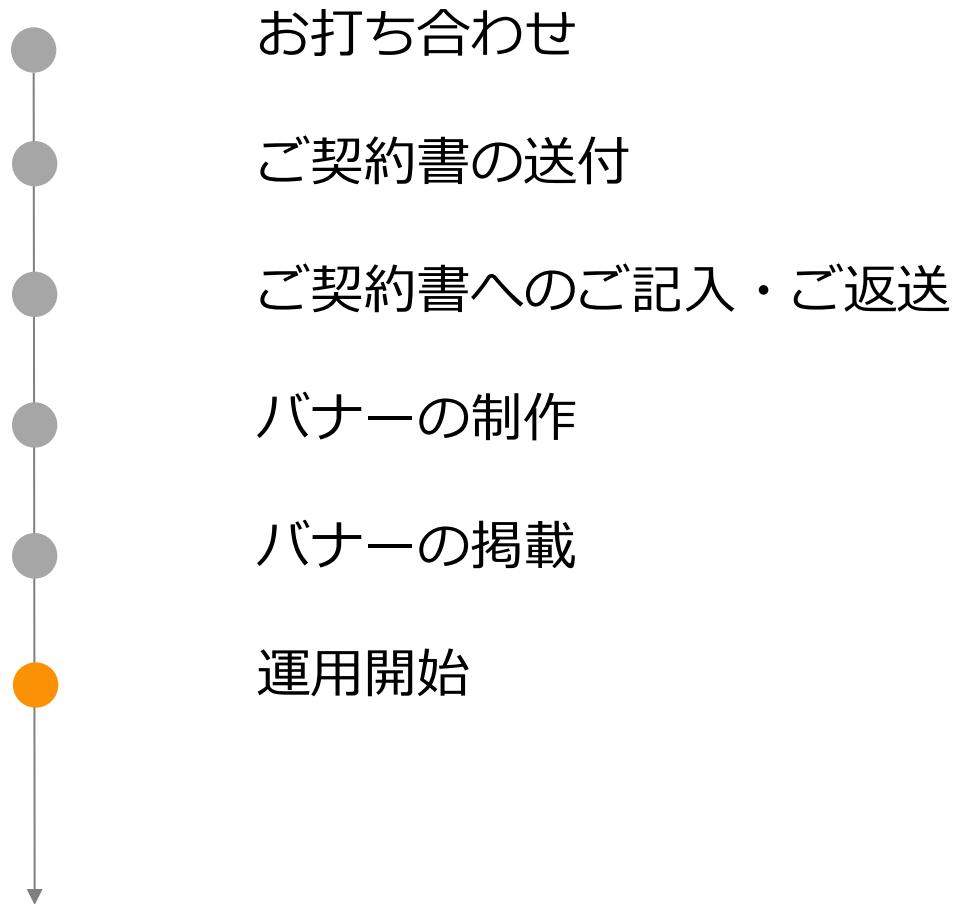 お打ち合わせ
ご契約書の送付
ご契約書へのご記入・ご返送
バナーの制作
バナーの掲載
運用開始